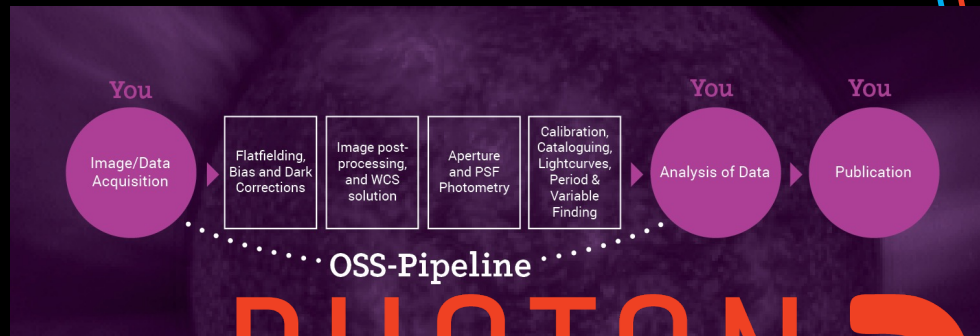 You
You
You
Image/Data
Acquisition
Flatfielding,
Bias and Dark
Corrections
Image post-
processing,
and WCS
solution
Aperture
and PSF
Photometry
Calibration,
Cataloguing,
Lightcurves,
Period &
Variable
Finding
Analysis of Data
Publication
OSS-Pipeline